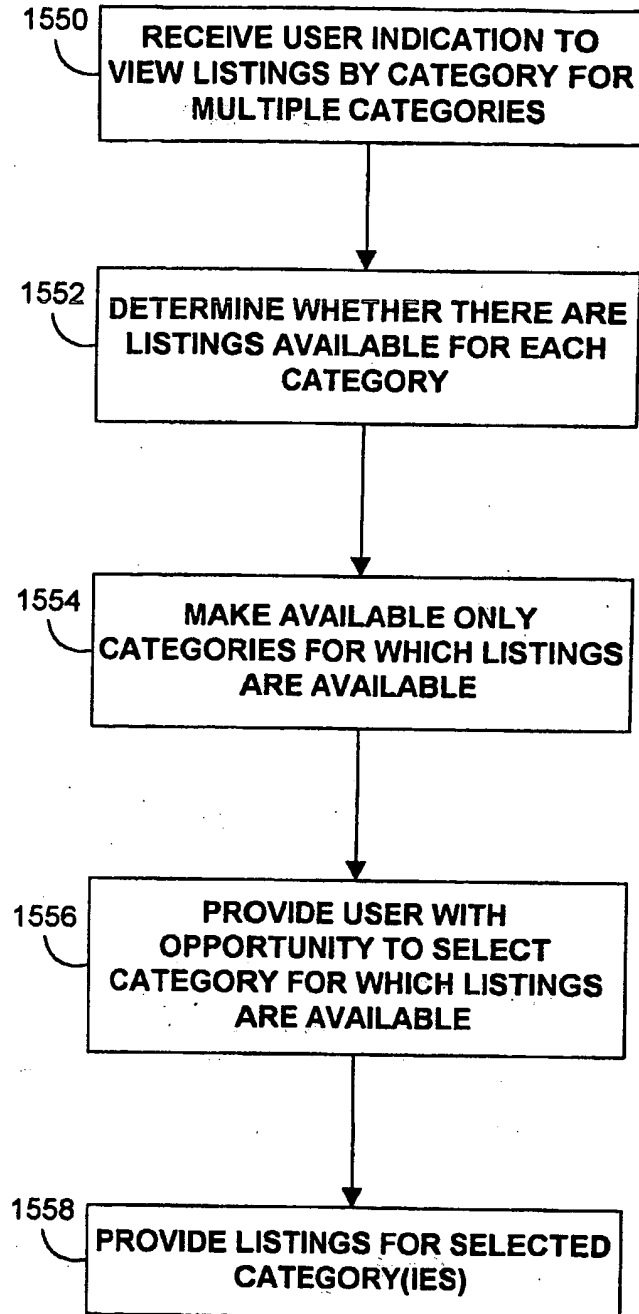 1550
RECEIVE USER INDICATION TO
VIEW LISTINGS BY CATEGORY FOR
MULTIPLE CATEGORIES
1552
DETERMINE WHETHER THERE ARE
LISTINGS AVAILABLE FOR EACH
CATEGORY
1554
MAKE AVAILABLE ONLY
CATEGORIES FOR WHICH LISTINGS
ARE AVAILABLE
1556
PROVIDE USER WITH
OPPORTUNITY TO SELECT
CATEGORY FOR WHICH LISTINGS
ARE AVAILABLE
1558
PROVIDE LISTINGS FOR SELECTED
CATEGORY(IES)